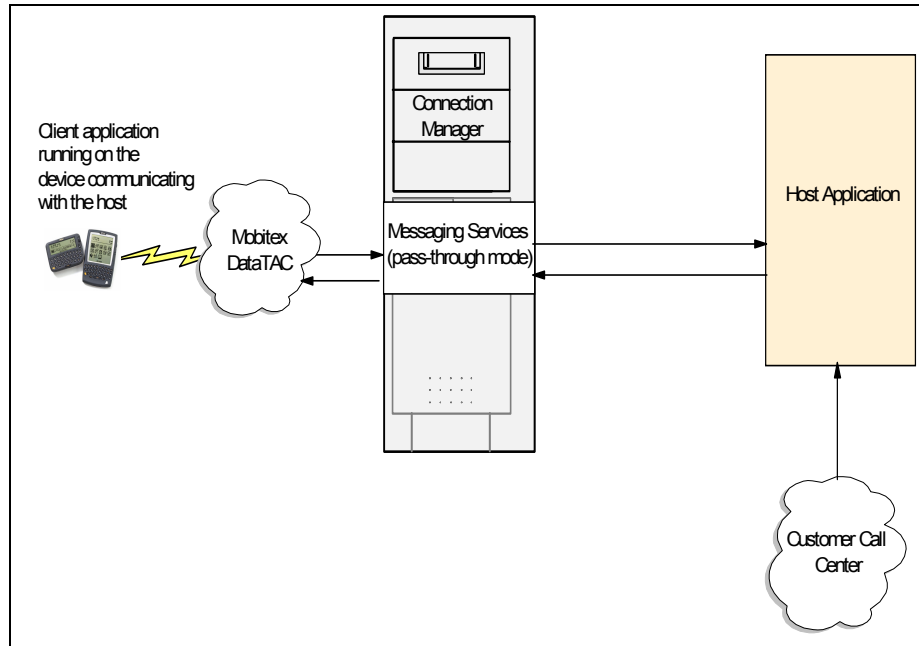 Client application
running on the
device communicating
with the host
Mobitex
DataTAC
Connection
Manager
Messaging Services
(pass-through mode)
Host Application
Customer Call
Center